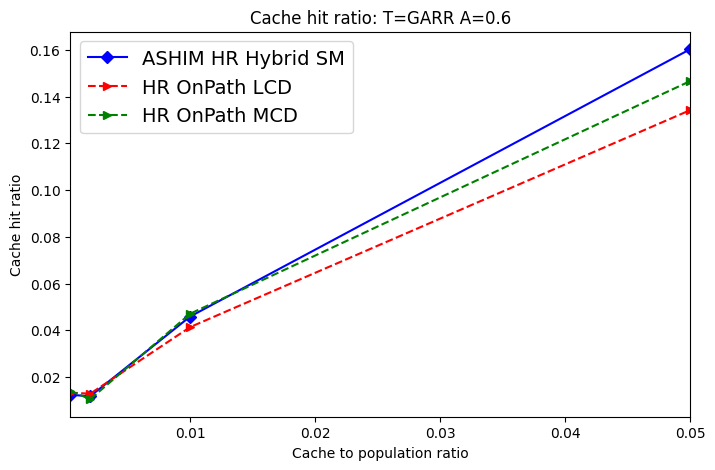 Cache hit ratio: T=GARR A=0.6
ASHIM HR Hybrid SM
HR OnPath LCD
HR OnPath MCD
Cache hit ratio
0.16
0.14
0.12
0.10
0.08
0.06
0.04
0.02
0.01
0.02
0.03
0.04
0.05
Cache to population ratio